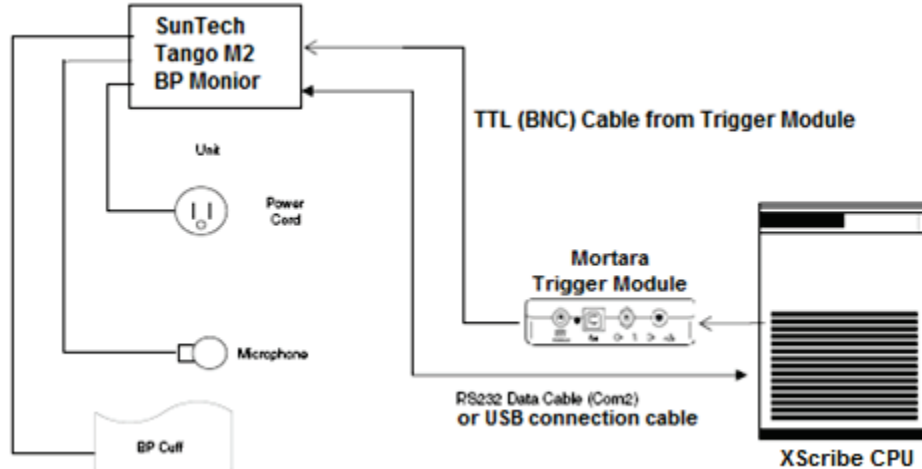 SunTech
Tango M2
BP Monior
TTL (BNC) Cable from Trigger Module
Unit
Power
Cord
Mortara
Trigger Module
Microphone
RS232 Data Cable (Com2)
or USB connection cable
BP Cuff
XScribe CPU